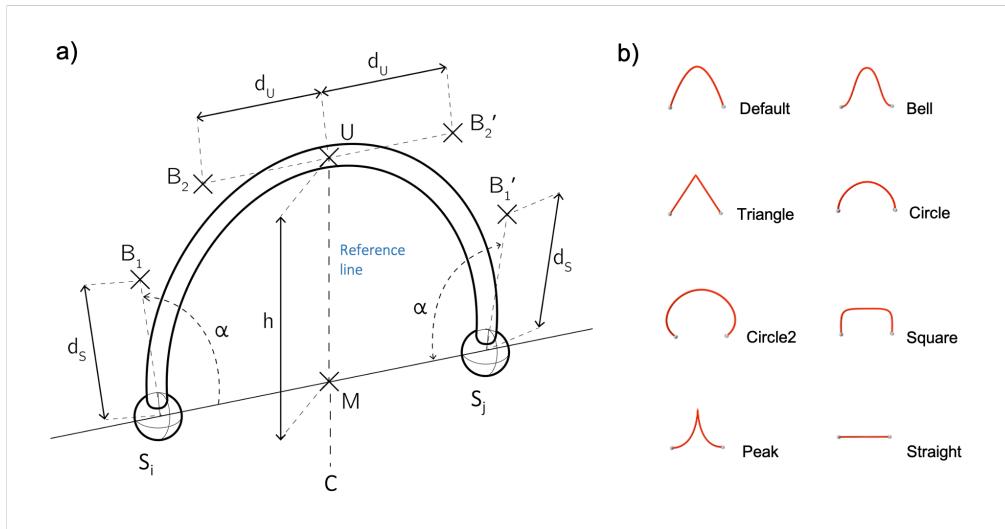 a)
b)
d_U
d_U
U
B_2'
B_2
B_1'
B_1
Reference
line
d_S
α
α
h
d_S
M
S_j
S_i
C
Default
Bell
Triangle
Circle
Circle2
Square
Peak
Straight